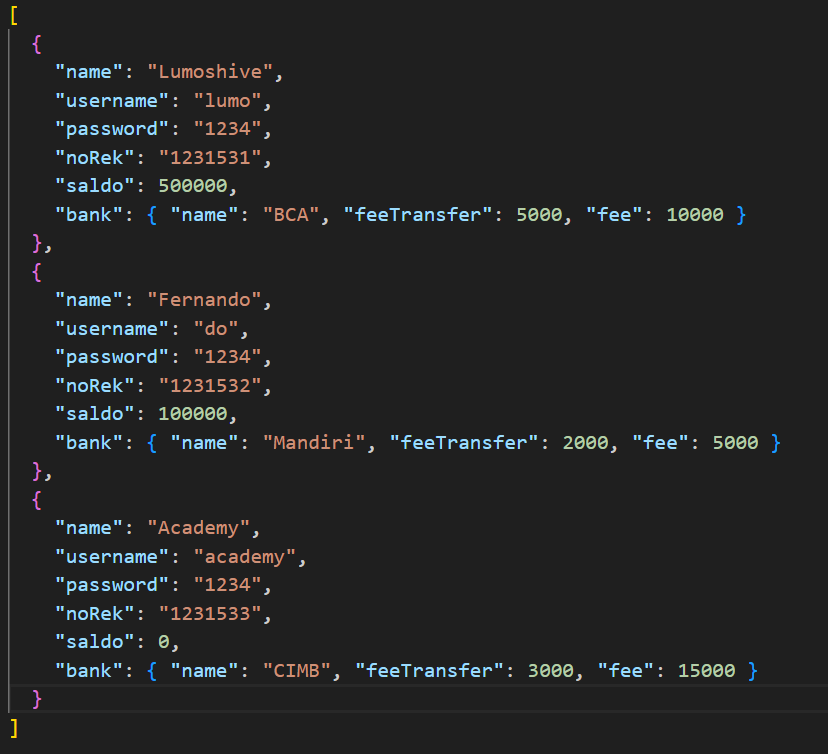 [
  {
    "name": "Lumoshive",
    "username": "lumo",
    "password": "1234",
    "noRek": "1231531",
    "saldo": 500000,
    "bank": { "name": "BCA", "feeTransfer": 5000, "fee": 10000 }
  },
  {
    "name": "Fernando",
    "username": "do",
    "password": "1234",
    "noRek": "1231532",
    "saldo": 100000,
    "bank": { "name": "Mandiri", "feeTransfer": 2000, "fee": 5000 }
  },
  {
    "name": "Academy",
    "username": "academy",
    "password": "1234",
    "noRek": "1231533",
    "saldo": 0,
    "bank": { "name": "CIMB", "feeTransfer": 3000, "fee": 15000 }
  }
]